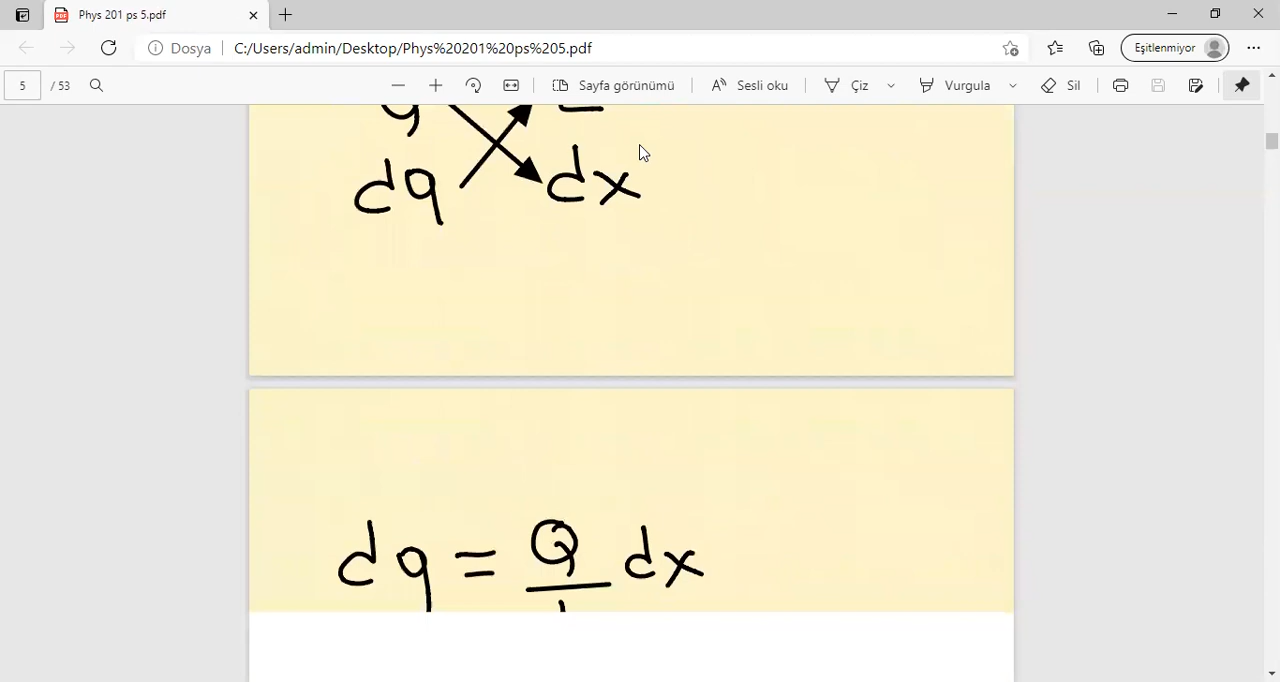 Phys 201 ps 5.pdf
Dosya C:/Users/admin/Desktop/Phys%20201%20ps%205.pdf Eşitlenmiyor
5 / 53 Sayfa görünümü A Sesli oku Çiz Vurgula Sil
dq dx
dq = Q dx